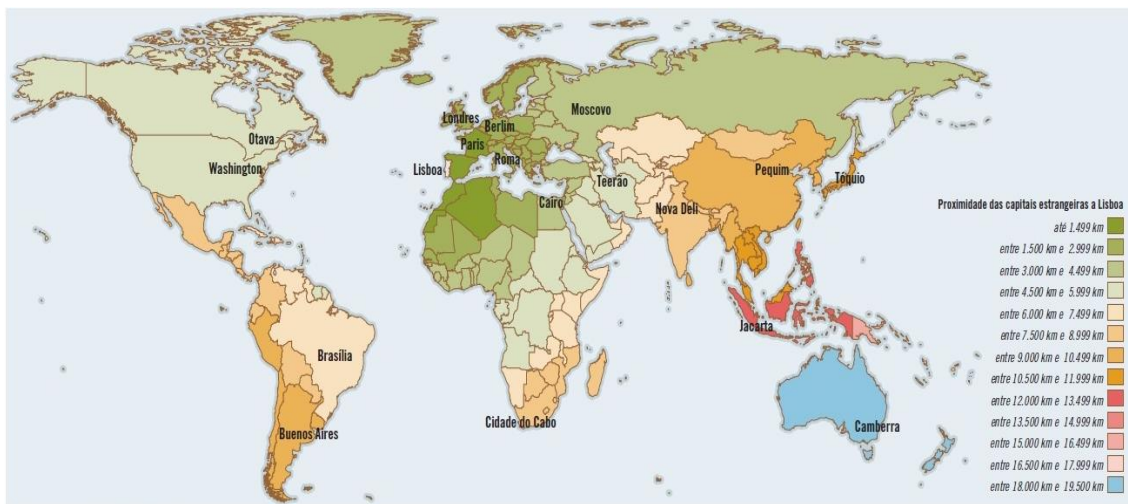 Moscovo
Londres
Berlim
Otava
Paris
Washington
Roma
Lisboa
Pequim
Tóquio
Teerão
Cairo
Nova Deli
Proximidade das capitais estrangeiras a Lisboa
até 1.499 km
entre 1.500 km e 2.999 km
entre 3.000 km e 4.499 km
entre 4.500 km e 5.999 km
entre 6.000 km e 7.499 km
entre 7.500 km e 8.999 km
entre 9.000 km e 10.499 km
entre 10.500 km e 11.999 km
entre 12.000 km e 13.499 km
entre 13.500 km e 14.999 km
entre 15.000 km e 16.499 km
entre 16.500 km e 17.999 km
entre 18.000 km e 19.500 km
Jacarta
Brasília
Cidade do Cabo
Camberra
Buenos Aires